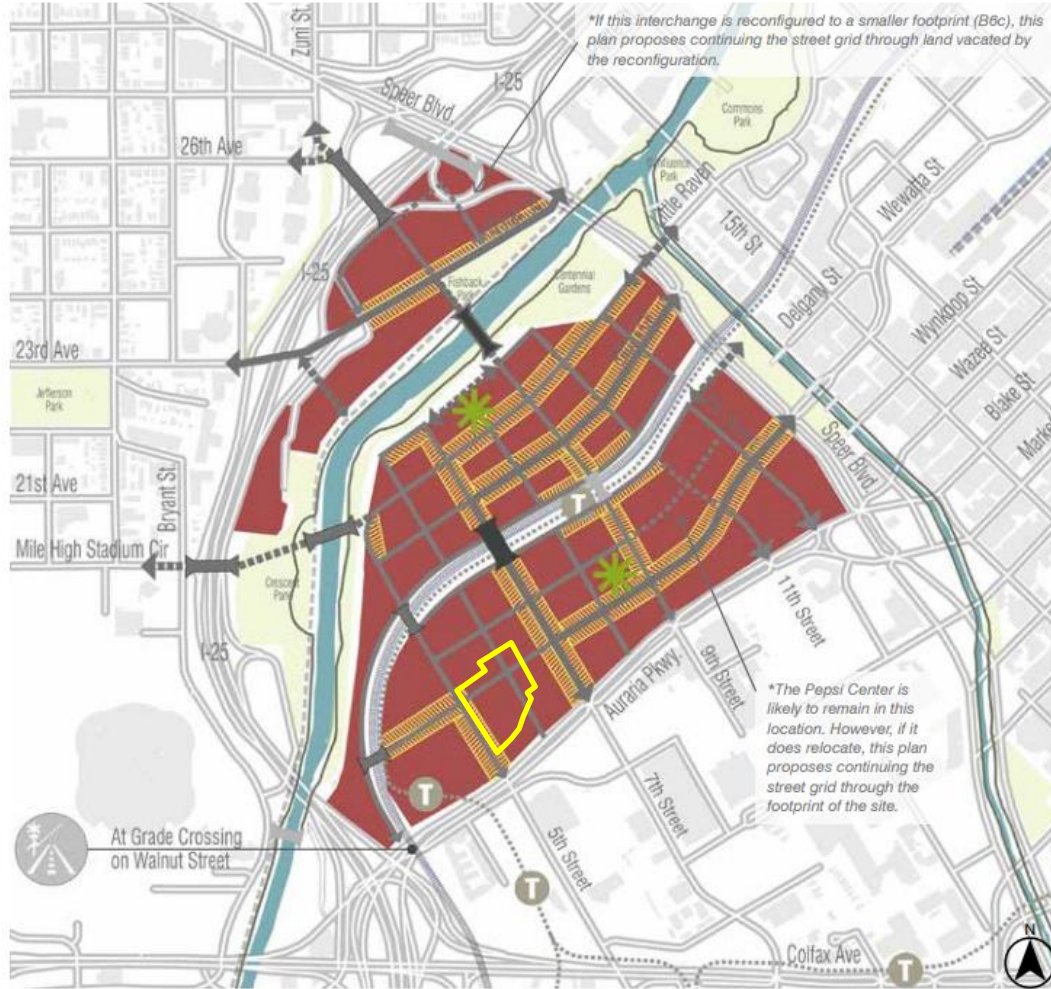 *If this interchange is reconfigured to a smaller footprint (B6c), this
plan proposes continuing the street grid through land vacated by
the reconfiguration.
Zuni St.
I-25
Speer Blvd.
Commons
Park
26th Ave
Confluence
Park
Little Raven
15th St
Wewatta St
I-25
Fishback
Park
Centennial
Gardens
Delgany St
Wynkoop St
23rd Ave
Wazee St
Jefferson
Park
Blake St
Speer Blvd
21st Ave
Bryant St
T
Mile High Stadium Cir
Crescent
Park
11th Street
I-25
9th Street
Auraria Pkwy.
*The Pepsi Center is
likely to remain in this
location. However, if it
does relocate, this plan
proposes continuing the
street grid through the
footprint of the site.
7th Street
T
At Grade Crossing
on Walnut Street
5th Street
T
N
Colfax Ave
T